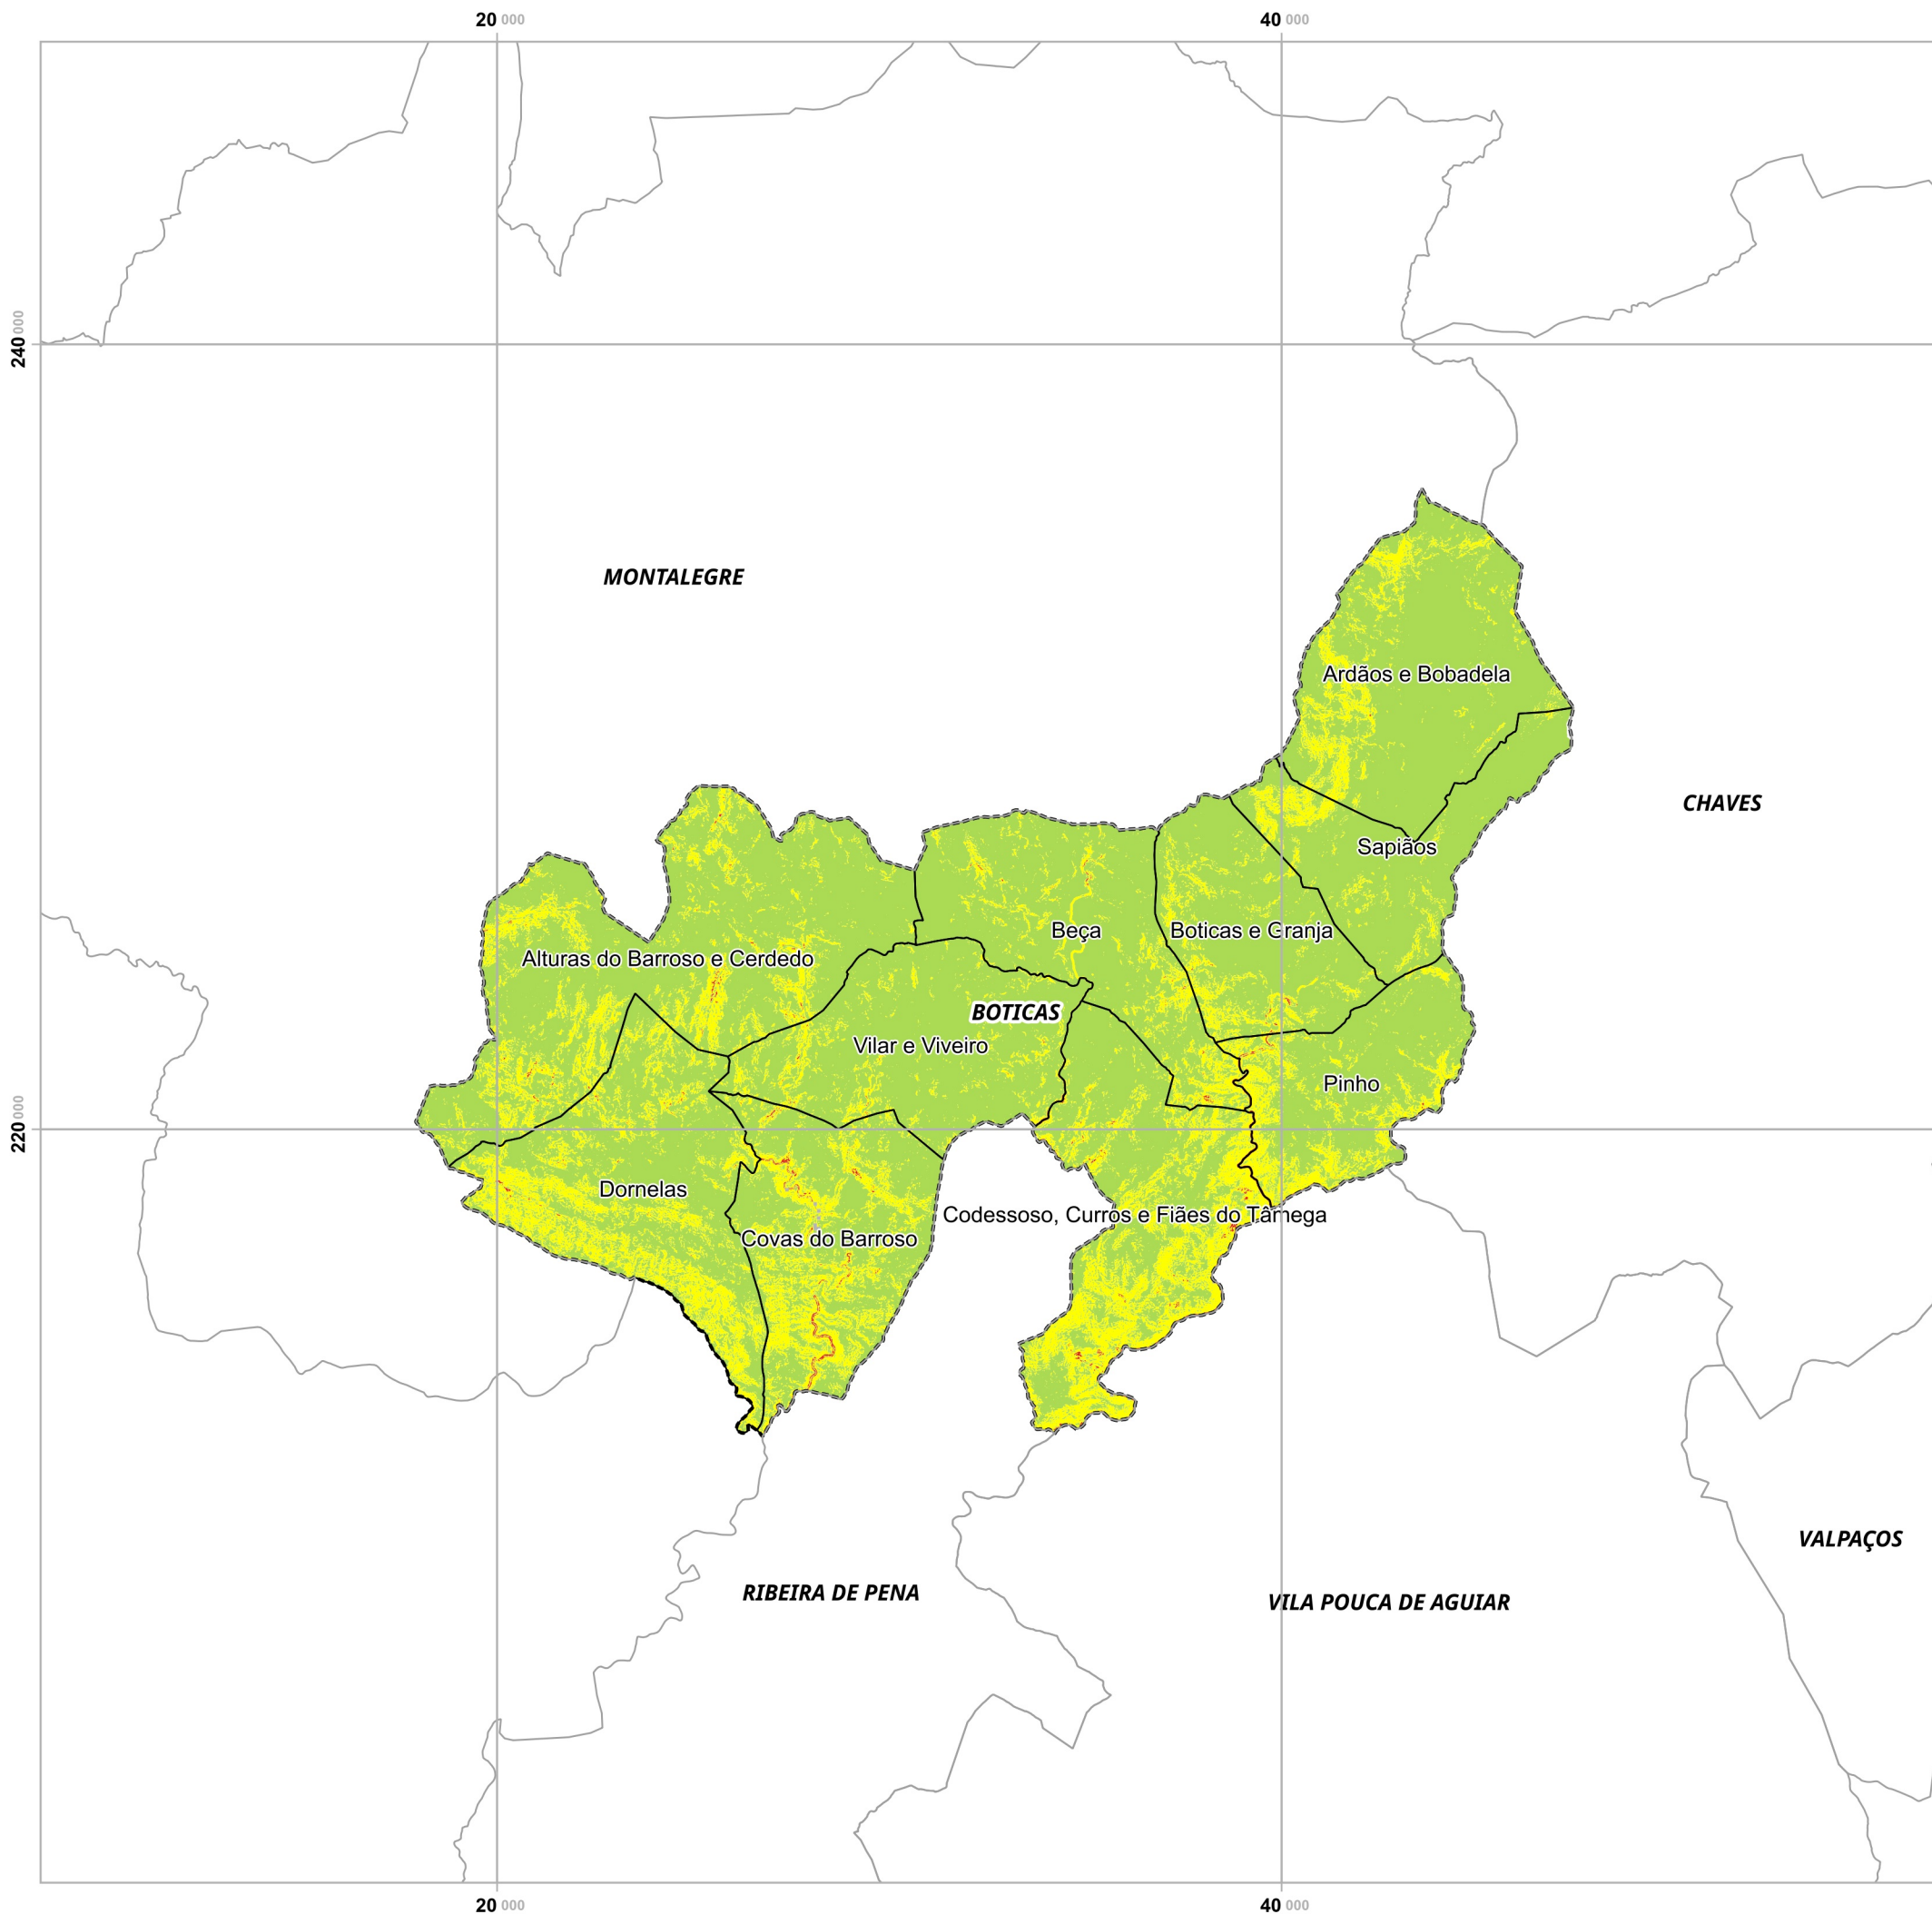 20 000
40 000
240 000
MONTALEGRE
Ardãos e Bobadela
CHAVES
Sapiãos
Beça
Boticas e Granja
Alturas do Barroso e Cerdedo
BOTICAS
Vilar e Viveiro
Pinho
220 000
Dornelas
Codessoso, Curros e Fiães do Tâmega
Covas do Barroso
VALPAÇOS
RIBEIRA DE PENA
VILA POUCA DE AGUIAR
20 000
40 000